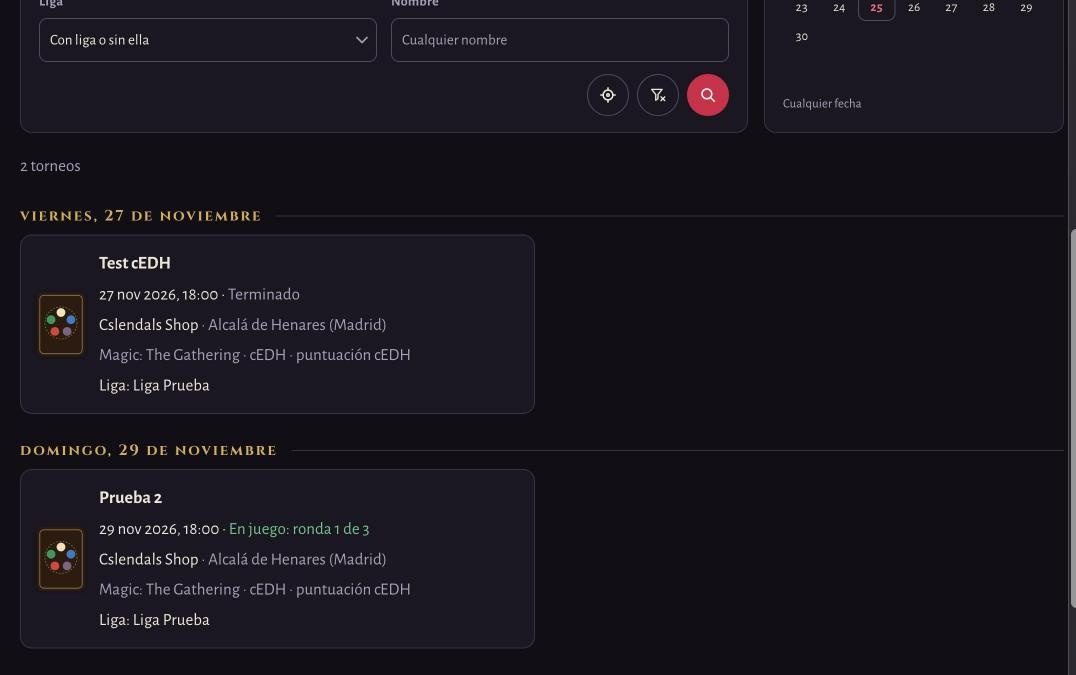 Liga
Nombre
Con liga o sin ella
Cualquier nombre
23 24 25 26 27 28 29
30
Cualquier fecha
2 torneos
VIERNES, 27 DE NOVIEMBRE
Test cEDH
27 nov 2026, 18:00 · Terminado
Cslendals Shop · Alcalá de Henares (Madrid)
Magic: The Gathering · cEDH · puntuación cEDH
Liga: Liga Prueba
DOMINGO, 29 DE NOVIEMBRE
Prueba 2
29 nov 2026, 18:00 · En juego: ronda 1 de 3
Cslendals Shop · Alcalá de Henares (Madrid)
Magic: The Gathering · cEDH · puntuación cEDH
Liga: Liga Prueba